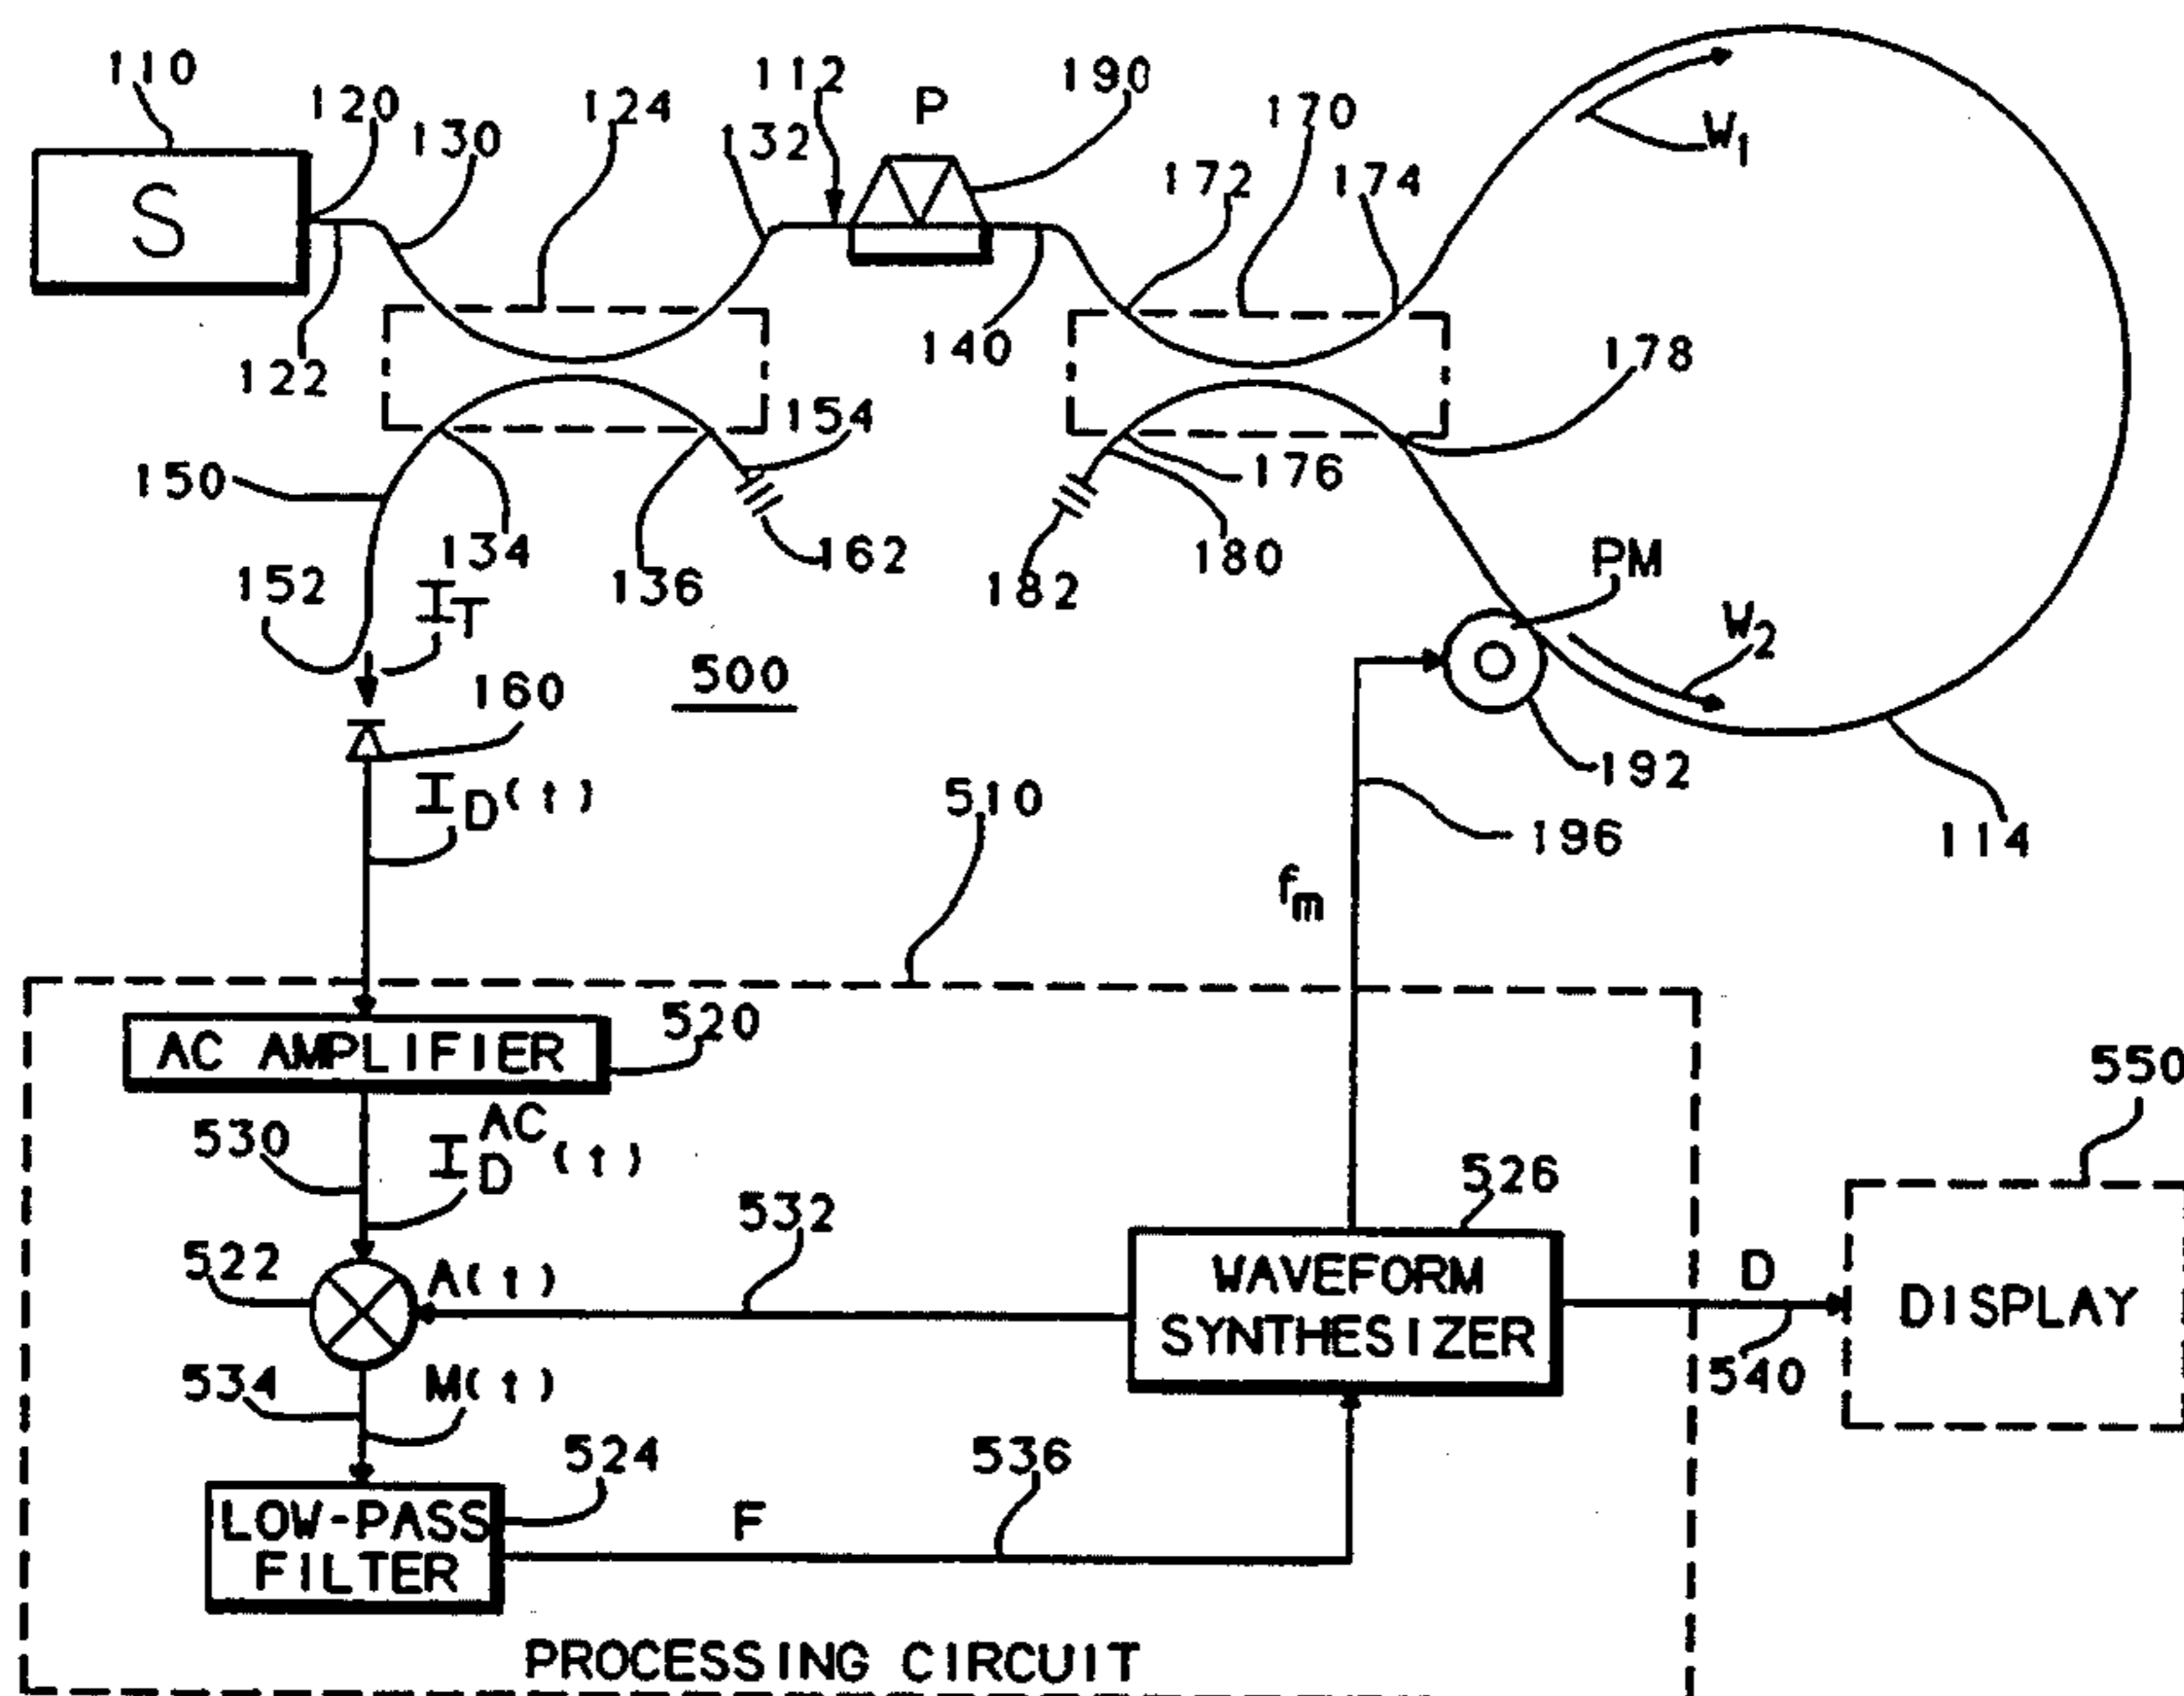 110
120
130
124
112
132
P
190
170
172
174
W1
S
122
140
178
154
150
134
136
162
176
180
182
152
IT
PM
W2
500
160
192
ID(t)
510
196
114
fm
AC AMPLIFIER
520
550
530
ID AC (t)
532
526
522
A(t)
WAVEFORM
SYNTHESIZER
D
DISPLAY
540
534
M(t)
524
536
LOW-PASS
FILTER
F
PROCESSING CIRCUIT